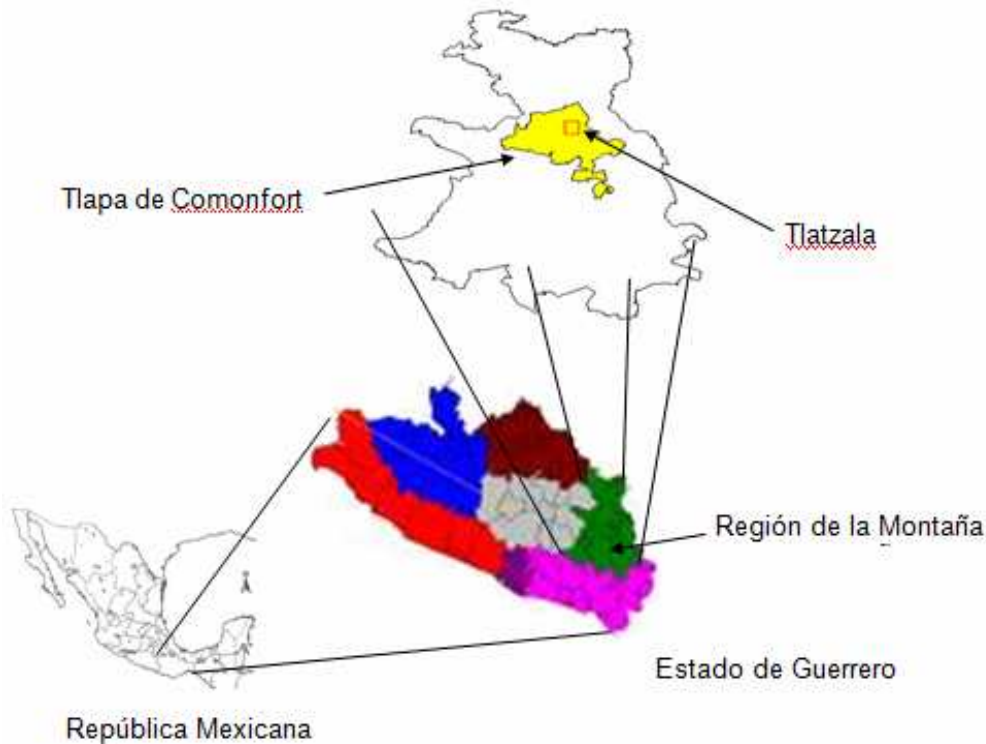 Tlapa de Comonfort
Tlatzala
Región de la Montaña
Estado de Guerrero
República Mexicana